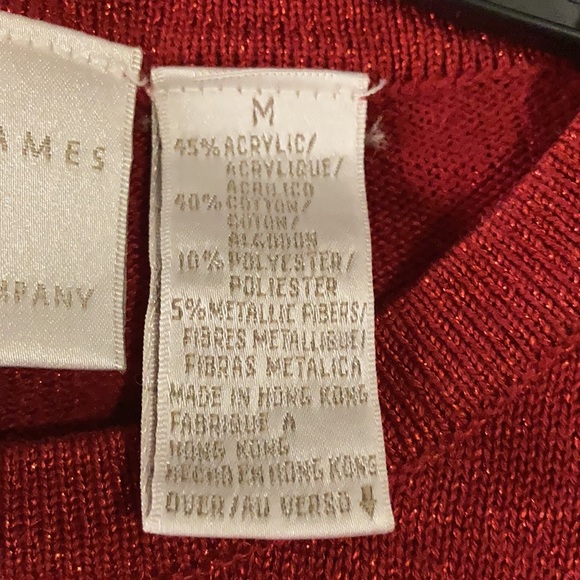 AMES
MPANY
M
45% ACRYLIC/
ACRYLIQUE/
ACRILICO
40% COTTON/
COTON/
ALGODON
10% POLYESTER/
POLIESTER
5% METALLIC FIBERS/
FIBRES METALLIQUE/
FIBRAS METALICA
MADE IN HONG KONG
FABRIQUE A
HONG KONG
HECHO EN HONG KONG
OVER/AU VERSO